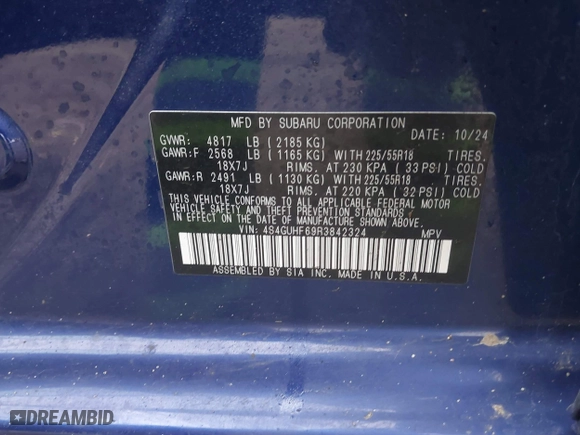 MFD BY SUBARU CORPORATION
GVWR: 4817 LB ( 2185 KG) DATE: 10/24
GAWR:F 2568 LB ( 1165 KG) WITH 225/55R18 TIRES.
18X7J RIMS. AT 230 KPA ( 33 PSI) COLD
GAWR:R 2491 LB ( 1130 KG) WITH 225/55R18 TIRES.
18X7J RIMS. AT 220 KPA ( 32 PSI) COLD
THIS VEHICLE CONFORMS TO ALL APPLICABLE FEDERAL MOTOR
VEHICLE SAFETY STANDARDS IN EFFECT
ON THE DATE OF MANUFACTURE SHOWN ABOVE.
VIN: 4S4GUHF69R3842324 MPV
ASSEMBLED BY SIA INC. MADE IN U.S.A.
DREAMBID